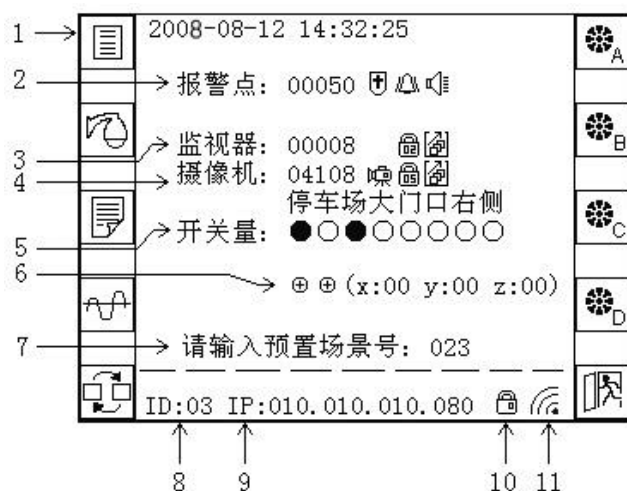 1
2008-08-12 14:32:25
A
2
报警点: 00050
B
3
监视器: 00008
4
摄像机: 04108
停车场大门口右侧
C
5
开关量:
6
(x:00 y:00 z:00)
D
7
请输入预置场景号: 023
ID:03 IP:010.010.010.080
8 9 10 11